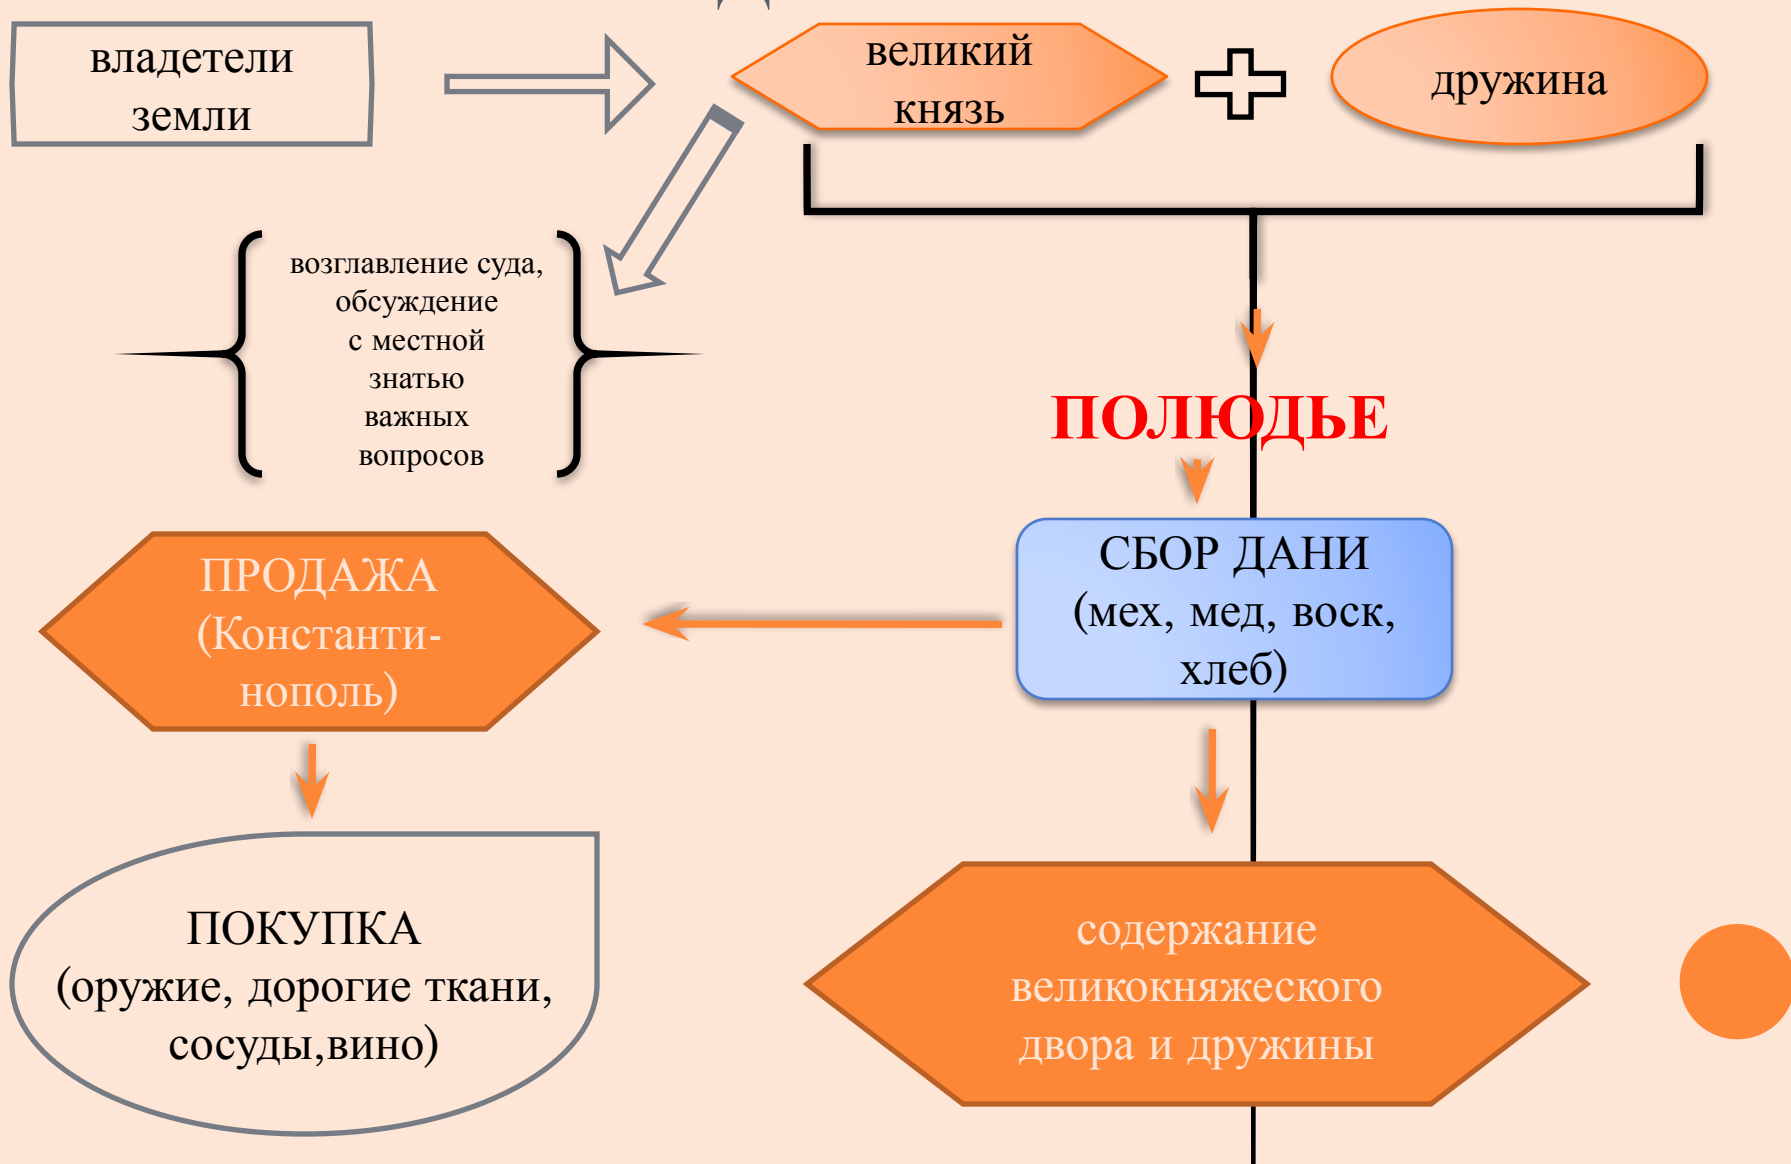 владетели
земли
великий
князь
дружина
возглавление суда,
обсуждение
с местной
знатью
важных
вопросов
ПОЛЮДЬЕ
СБОР ДАНИ
(мех, мед, воск,
хлеб)
ПРОДАЖА
(Константи-
нополь)
ПОКУПКА
(оружие, дорогие ткани,
сосуды,вино)
содержание
великокняжеского
двора и дружины